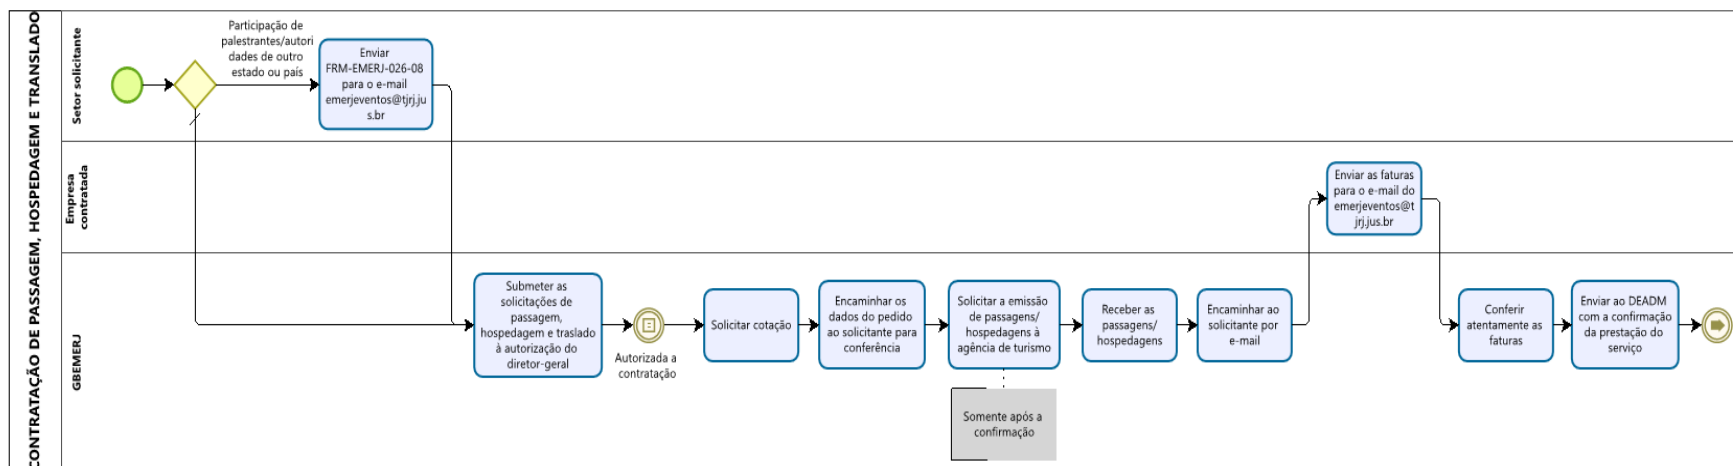 CONTRATAÇÃO DE PASSAGEM, HOSPEDAGEM E TRANSLADO
Setor solicitante
Participação de
palestrantes/autori
dades de outro
estado ou país
Enviar
FRM-EMERJ-026-08
para o e-mail
emerjeventos@tjrj.ju
s.br
Empresa
contratada
Enviar as faturas
para o e-mail do
emerjeventos@t
jrj.jus.br
GBEMERJ
Submeter as
solicitações de
passagem,
hospedagem e traslado
à autorização do
diretor-geral
Autorizada a
contratação
Solicitar cotação
Encaminhar os
dados do pedido
ao solicitante para
conferência
Solicitar a emissão
de passagens/
hospedagens à
agência de turismo
Somente após a
confirmação
Receber as
passagens/
hospedagens
Encaminhar ao
solicitante por
e-mail
Conferir
atentamente as
faturas
Enviar ao DEADM
com a confirmação
da prestação do
serviço